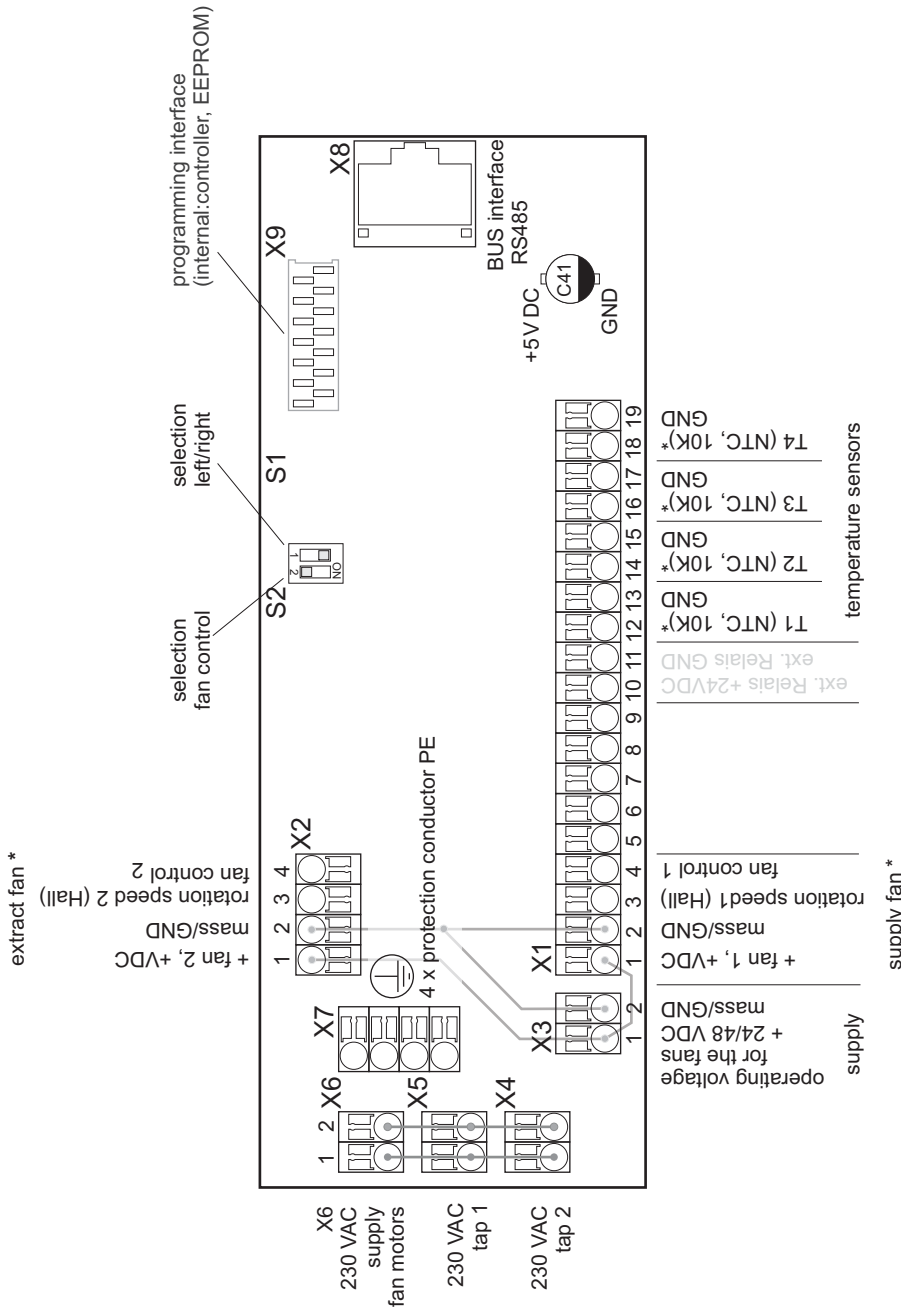 programming interface
(internal:controller, EEPROM)
selection
left/right
selection
fan control
X9
X8
S1
S2
1
2
ON
BUS interface
RS485
+5V DC
C41
GND
extract fan *
fan control 2
rotation speed 2 (Hall)
mass/GND
+ fan 2, +VDC
X2
1
2
3
4
4 x protection conductor PE
X7
X6
1
2
X5
X4
X6
230 VAC
supply
fan motors
230 VAC
tap 1
230 VAC
tap 2
X3
1
2
X1
1
2
3
4
5
6
7
8
9
10
11
12
13
14
15
16
17
18
19
operating voltage
for the fans
+ 24/48 VDC
mass/GND
supply
+ fan 1, +VDC
mass/GND
rotation speed1 (Hall)
fan control 1
supply fan *
ext. Relais +24VDC
ext. Relais GND
T1 (NTC, 10K)*
GND
T2 (NTC, 10K)*
GND
T3 (NTC, 10K)*
GND
T4 (NTC, 10K)*
GND
temperature sensors